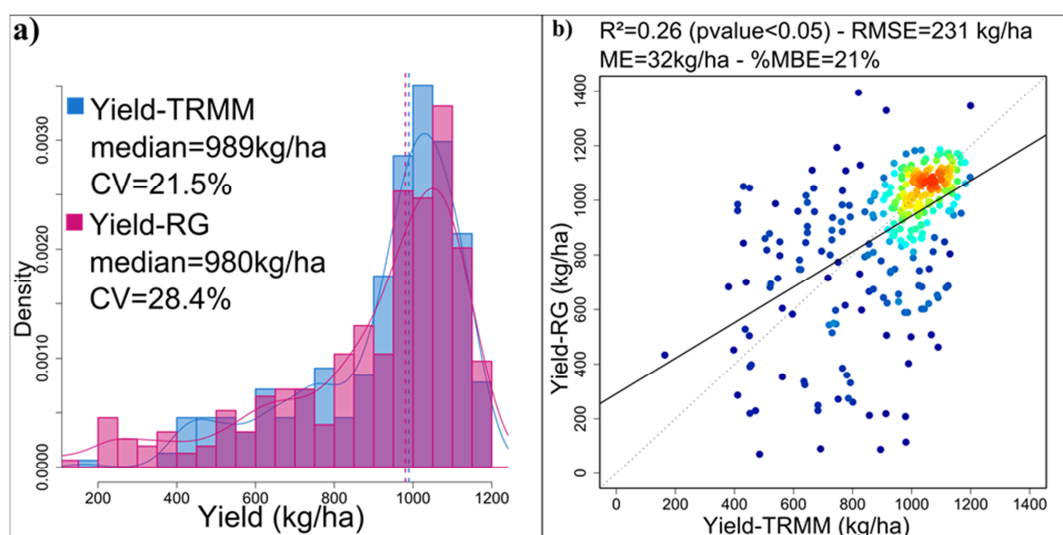 a)
Yield-TRMM
median=989kg/ha
CV=21.5%
Yield-RG
median=980kg/ha
CV=28.4%
Density
0.0000 0.0010 0.0020 0.0030
200 400 600 800 1000 1200
Yield (kg/ha)
b)
R²=0.26 (pvalue<0.05) - RMSE=231 kg/ha
ME=32kg/ha - %MBE=21%
Yield-RG (kg/ha)
0 200 400 600 800 1000 1200 1400
0 200 400 600 800 1000 1200 1400
Yield-TRMM (kg/ha)